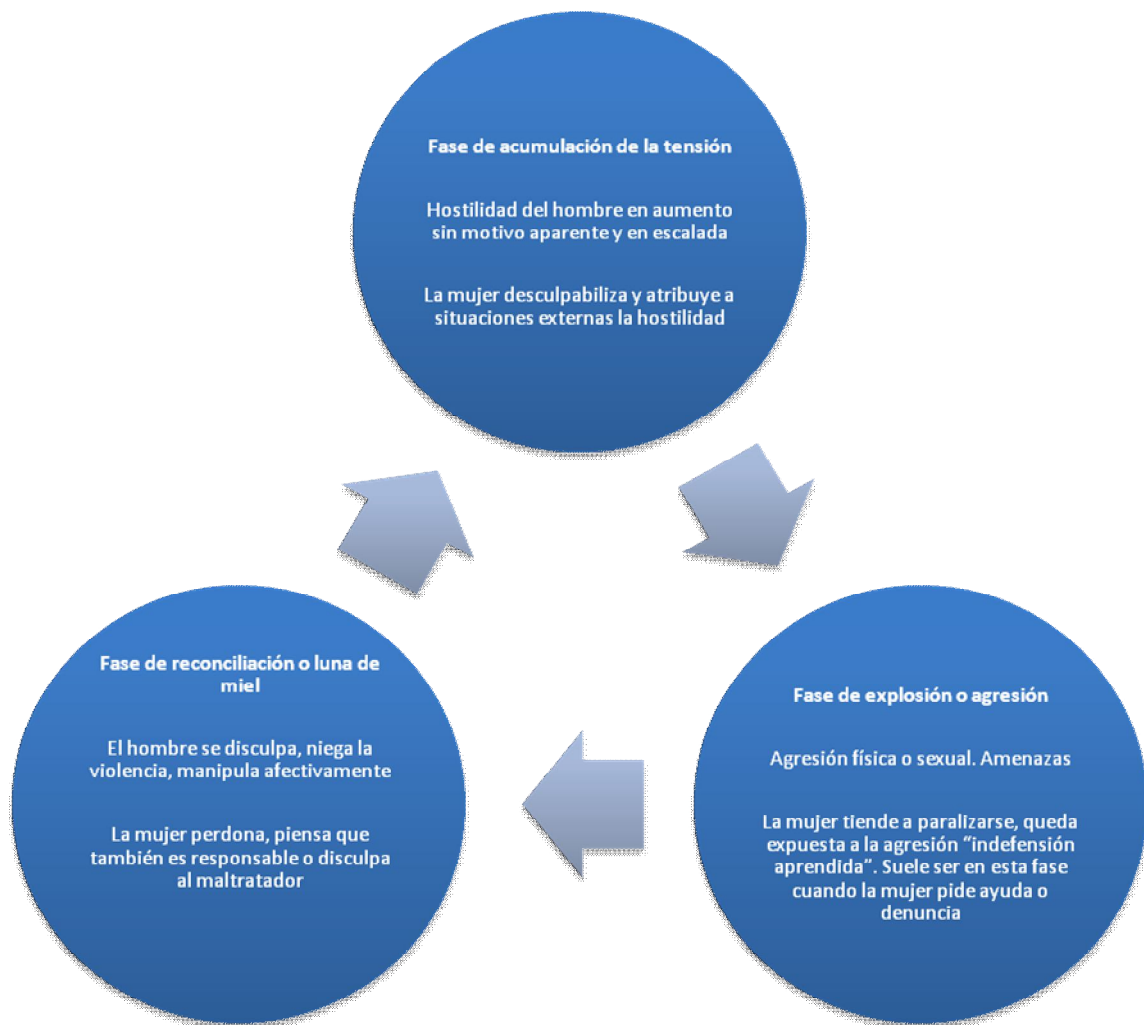 Fase de acumulación de la tensión
Hostilidad del hombre en aumento
sin motivo aparente y en escalada
La mujer desculpabiliza y atribuye a
situaciones externas la hostilidad
Fase de explosión o agresión
Agresión física o sexual. Amenazas
La mujer tiende a paralizarse, queda
expuesta a la agresión “indefensión
aprendida”. Suele ser en esta fase
cuando la mujer pide ayuda o
denuncia
Fase de reconciliación o luna de
miel
El hombre se disculpa, niega la
violencia, manipula afectivamente
La mujer perdona, piensa que
también es responsable o disculpa
al maltratador